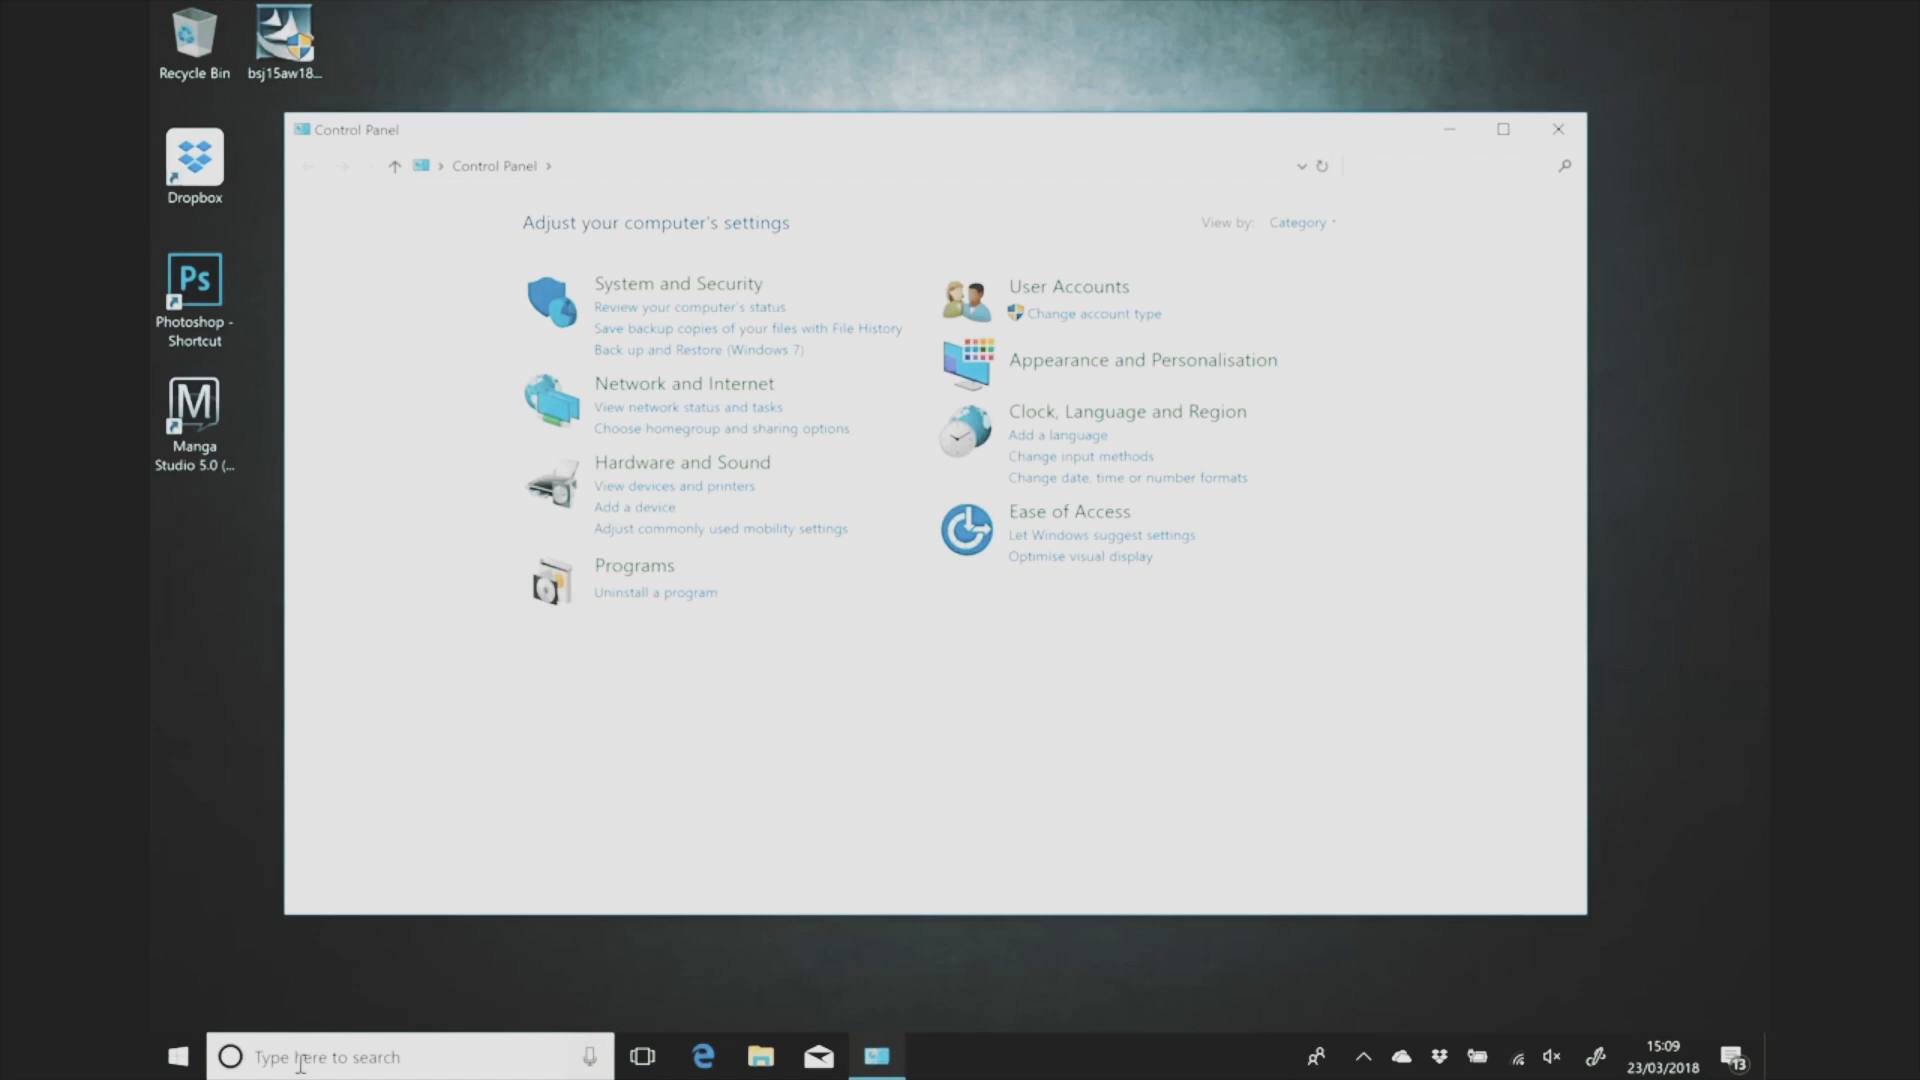 Recycle Bin
bsj15aw18...
Dropbox
Ps
Photoshop -
Shortcut
M
Manga
Studio 5.0 (...
Control Panel
Control Panel
Adjust your computer's settings
View by: Category
System and Security
Review your computer's status
Save backup copies of your files with File History
Back up and Restore (Windows 7)
Network and Internet
View network status and tasks
Choose homegroup and sharing options
Hardware and Sound
View devices and printers
Add a device
Adjust commonly used mobility settings
Programs
Uninstall a program
User Accounts
Change account type
Appearance and Personalisation
Clock, Language and Region
Add a language
Change input methods
Change date, time or number formats
Ease of Access
Let Windows suggest settings
Optimise visual display
Type here to search
15:09
23/03/2018
13